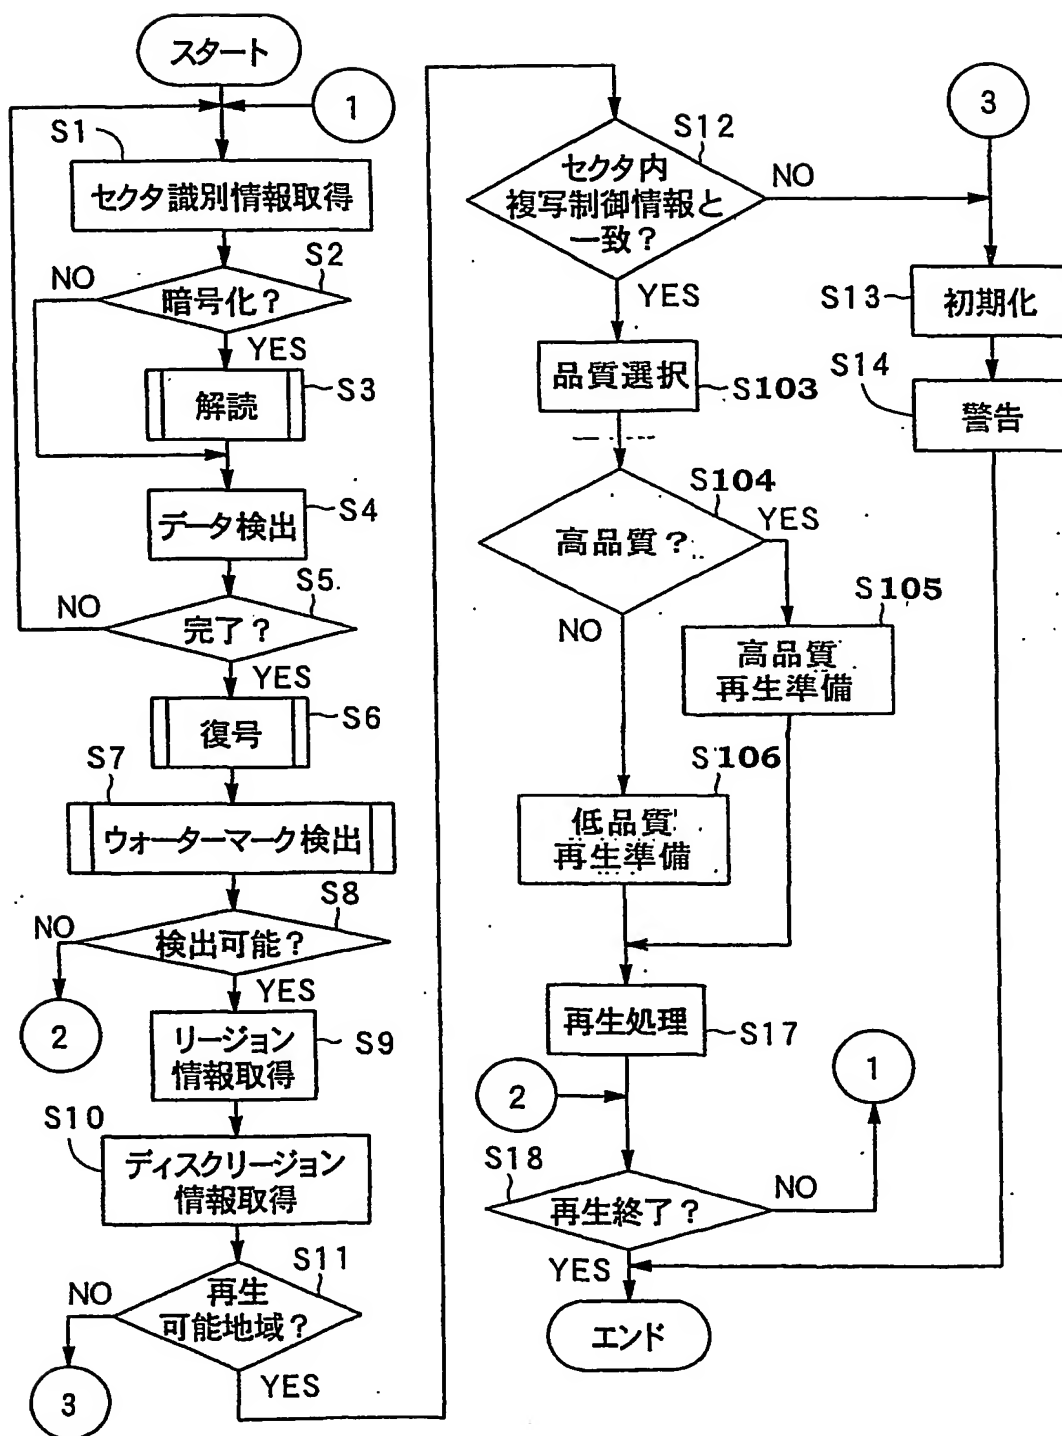 スタート
1
S1
セクタ識別情報取得
S2
NO
暗号化？
YES
S3
解読
S4
データ検出
S5
NO
完了？
YES
S6
復号
S7
ウォーターマーク検出
S8
NO
検出可能？
YES
2
リージョン
情報取得
S9
S10
ディスクリージョン
情報取得
S11
NO
再生
可能地域？
YES
3
S12
セクタ内
複写制御情報と
一致？
NO
YES
3
S13
初期化
S14
警告
品質選択
S103
S104
高品質？
YES
NO
S105
高品質
再生準備
S106
低品質
再生準備
再生処理
S17
2
1
S18
再生終了？
NO
YES
エンド